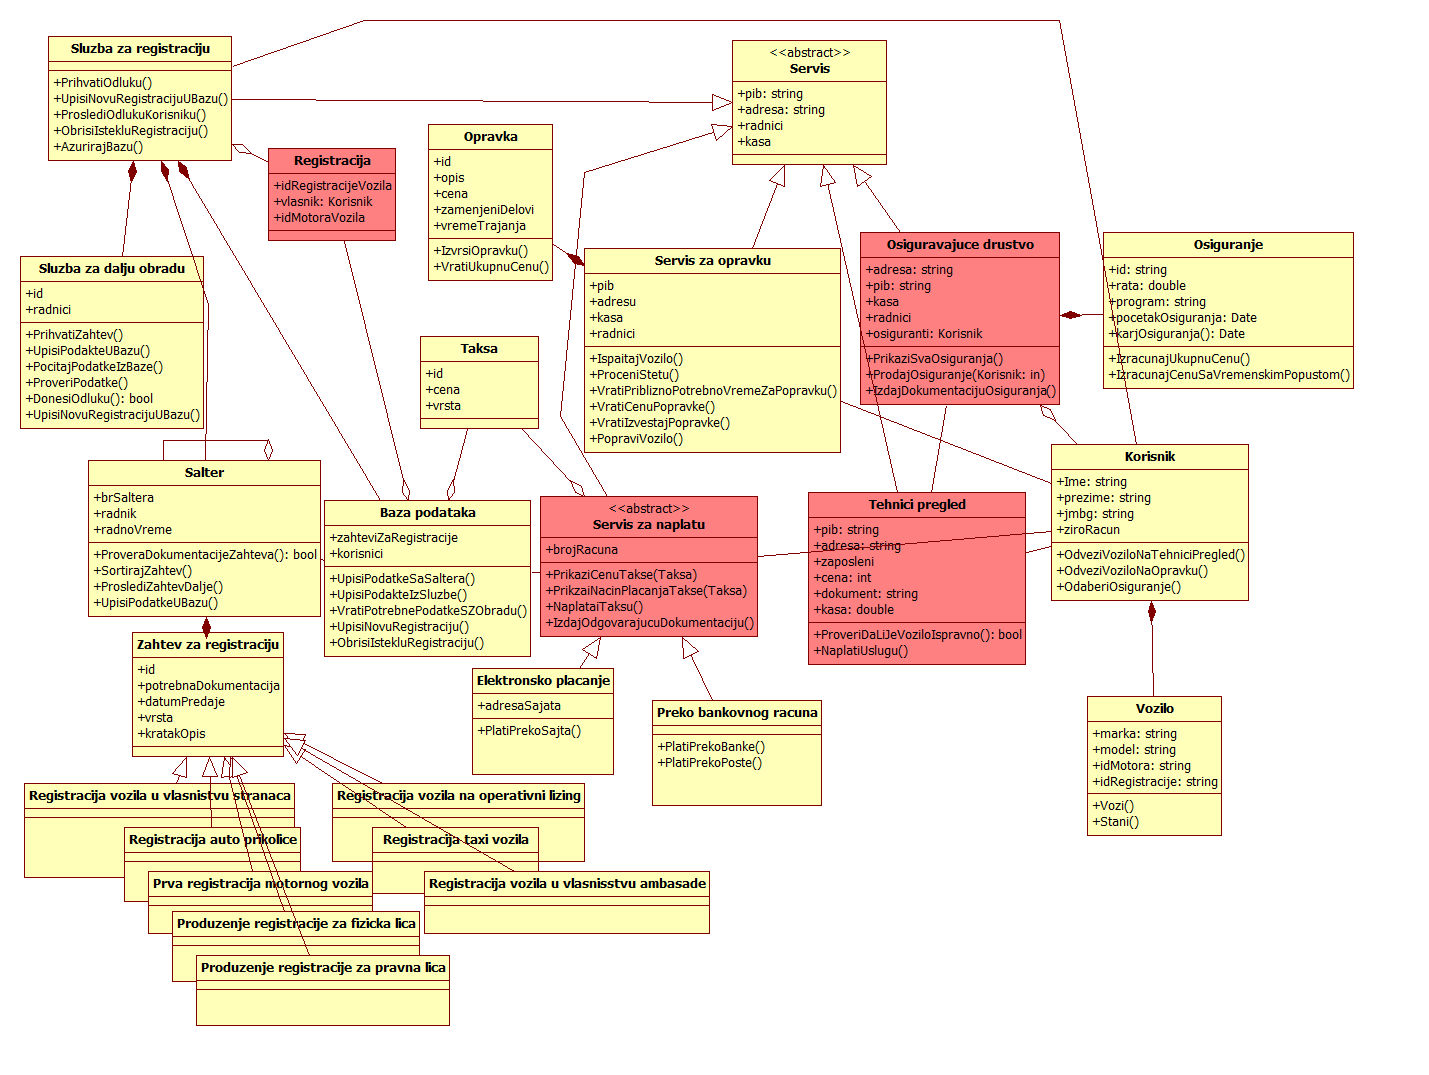 Sluzba za registraciju
+PrihvatiOdluku()
+UpisiNovuRegistracijuUBazu()
+ProslediOdlukuKorisniku()
+ObrisiIstekluRegistraciju()
+AzurirajBazu()
<<abstract>>
Servis
+pib: string
+adresa: string
+radnici
+kasa
Opravka
+id
+opis
+cena
+zamenjeniDelovi
+vremeTrajanja
+IzvrsiOpravku()
+VratiUkupnuCenu()
Registracija
+idRegistracijeVozila
+vlasnik: Korisnik
+idMotoraVozila
Sluzba za dalju obradu
+id
+radnici
+PrihvatiZahtev()
+UpisiPodakteUBazu()
+PocitajPodatkeIzBaze()
+ProveriPodatke()
+DonesiOdluku(): bool
+UpisiNovuRegistracijuUBazu()
Servis za opravku
+pib
+adresu
+kasa
+radnici
+IspaitajVozilo()
+ProceniStetu()
+VratiPribliznoPotrebnoVremeZaPopravku()
+VratiCenuPopravke()
+VratiIzvestajPopravke()
+PopraviVozilo()
Osiguravajuce drustvo
+adresa: string
+pib: string
+kasa
+radnici
+osiguranti: Korisnik
+PrikaziSvaOsiguranja()
+ProdajOsiguranje(Korisnik: in)
+IzdajDokumentacijuOsiguranja()
Osiguranje
+id: string
+rata: double
+program: string
+pocetakOsiguranja: Date
+karjOsiguranja(): Date
+IzracunajUkupnuCenu()
+IzracunajCenuSaVremenskimPopustom()
Taksa
+id
+cena
+vrsta
Salter
+brSaltera
+radnik
+radnoVreme
+ProveraDokumentacijeZahteva(): bool
+SortirajZahtev()
+ProslediZahtevDalje()
+UpisiPodatkeUBazu()
Baza podataka
+zahteviZaRegistracije
+korisnici
+UpisiPodatkeSaSaltera()
+UpisiPodakteIzSluzbe()
+VratiPotrebnePodatkeSZObradu()
+UpisiNovuRegistraciju()
+ObrisiIstekluRegistraciju()
<<abstract>>
Servis za naplatu
+brojRacuna
+PrikaziCenuTakse(Taksa)
+PrikzaiNacinPlacanjaTakse(Taksa)
+NaplataiTaksu()
+IzdajOdgovarajucuDokumentaciju()
Tehnici pregled
+pib: string
+adresa: string
+zaposleni
+cena: int
+dokument: string
+kasa: double
+ProveriDaLiJeVoziloIspravno(): bool
+NaplatiUslugu()
Korisnik
+Ime: string
+prezime: string
+jmbg: string
+ziroRacun
+OdveziVoziloNaTehniciPregled()
+OdveziVoziloNaOpravku()
+OdaberiOsiguranje()
Zahtev za registraciju
+id
+potrebnaDokumentacija
+datumPredaje
+vrsta
+kratakOpis
Elektronsko placanje
+adresaSajata
+PlatiPrekoSajta()
Preko bankovnog racuna
+PlatiPrekoBanke()
+PlatiPrekoPoste()
Vozilo
+marka: string
+model: string
+idMotora: string
+idRegistracije: string
+Vozi()
+Stani()
Registracija vozila u vlasnistvu stranaca
Registracija vozila na operativni lizing
Registracija auto prikolice
Registracija taxi vozila
Prva registracija motornog vozila
Registracija vozila u vlasnisstvu ambasade
Produzenje registracije za fizicka lica
Produzenje registracije za pravna lica